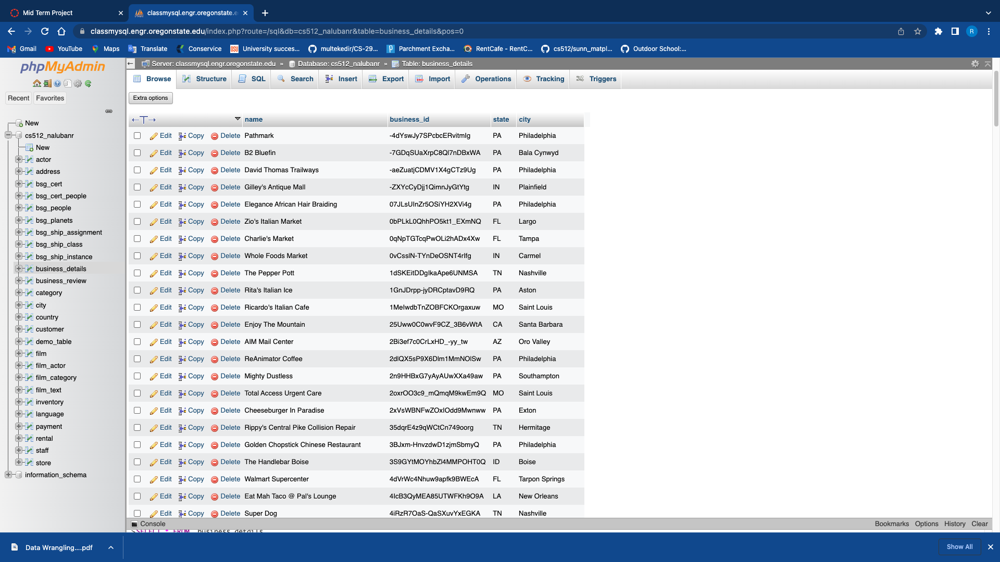 Mid Term Project
classmysql.engr.oregonstate.e
classmysql.engr.oregonstate.edu/index.php?route=/sql&db=cs512_nalubanr&table=business_details&pos=0
R
Gmail YouTube Maps Translate Conservice University succes... multekedir/CS-29... Parchment Excha... RentCafe - RentC... cs512/sunn_matpl... Outdoor School:...
phpMyAdmin
Recent Favorites
New
cs512_nalubanr
New
actor
address
bsg_cert
bsg_cert_people
bsg_people
bsg_planets
bsg_ship_assignment
bsg_ship_class
bsg_ship_instance
business_details
business_review
category
city
country
customer
demo_table
film
film_actor
film_category
film_text
inventory
language
payment
rental
staff
store
information_schema
Server: classmysql.engr.oregonstate.edu » Database: cs512_nalubanr » Table: business_details
Browse Structure SQL Search Insert Export Import Operations Tracking Triggers
Extra options
←T→ name business_id state city
Edit Copy Delete Pathmark -4dYswJy7SPcbcERvitmIg PA Philadelphia
Edit Copy Delete B2 Bluefin -7GDqSUaXrpC8Ql7nDBxWA PA Bala Cynwyd
Edit Copy Delete David Thomas Trailways -aeZuatjCDMV1X4gCTz9Ug PA Philadelphia
Edit Copy Delete Gilley's Antique Mall -ZXYcCyDjj1QimnJyGtYtg IN Plainfield
Edit Copy Delete Elegance African Hair Braiding 07JLsUInZr5OSiYH2XVi4g PA Philadelphia
Edit Copy Delete Zio's Italian Market 0bPLkL0QhhPO5kt1_EXmNQ FL Largo
Edit Copy Delete Charlie's Market 0qNpTGTcqPwOLi2hADx4Xw FL Tampa
Edit Copy Delete Whole Foods Market 0vCssIN-TYnDeOSNT4rIfg IN Carmel
Edit Copy Delete The Pepper Pott 1dSKEitDDgIkaApe6UNMSA TN Nashville
Edit Copy Delete Rita's Italian Ice 1GnJDrpp-jyDRCptavD9RQ PA Aston
Edit Copy Delete Ricardo's Italian Cafe 1MeIwdbTnZOBFCKOrgaxuw MO Saint Louis
Edit Copy Delete Enjoy The Mountain 25Uww0C0wvF9CZ_3B6vWtA CA Santa Barbara
Edit Copy Delete AIM Mail Center 2Bi3ef7c0CrLxHD_-yy_tw AZ Oro Valley
Edit Copy Delete ReAnimator Coffee 2dlQX5sP9X6Dlm1MmNOlSw PA Philadelphia
Edit Copy Delete Mighty Dustless 2n9HHBxG7yAyAUwXXa49aw PA Southampton
Edit Copy Delete Total Access Urgent Care 2oxrOO3c9_mQmqM9kwEm9Q MO Saint Louis
Edit Copy Delete Cheeseburger In Paradise 2xVsWBNFwZOxIOdd9Mwnww PA Exton
Edit Copy Delete Rippy's Central Pike Collision Repair 35dqrE4z9qWCtCn749oorg TN Hermitage
Edit Copy Delete Golden Chopstick Chinese Restaurant 3BJxm-HnvzdwD1zjmSbmyQ PA Philadelphia
Edit Copy Delete The Handlebar Boise 3S9GYtMOYhbZl4MMPOHT0Q ID Boise
Edit Copy Delete Walmart Supercenter 4dVrWc4Nhuw9apfk9BWEcA FL Tarpon Springs
Edit Copy Delete Eat Mah Taco @ Pal's Lounge 4IcB3QyMEA85UTWFKh9O9A LA New Orleans
Edit Copy Delete Super Dog 4iRzR7OaS-QaSXuvYxEGKA TN Nashville
Console Bookmarks Options History Clear
>SELECT * FROM `business_details`
Data Wrangling....pdf Show All